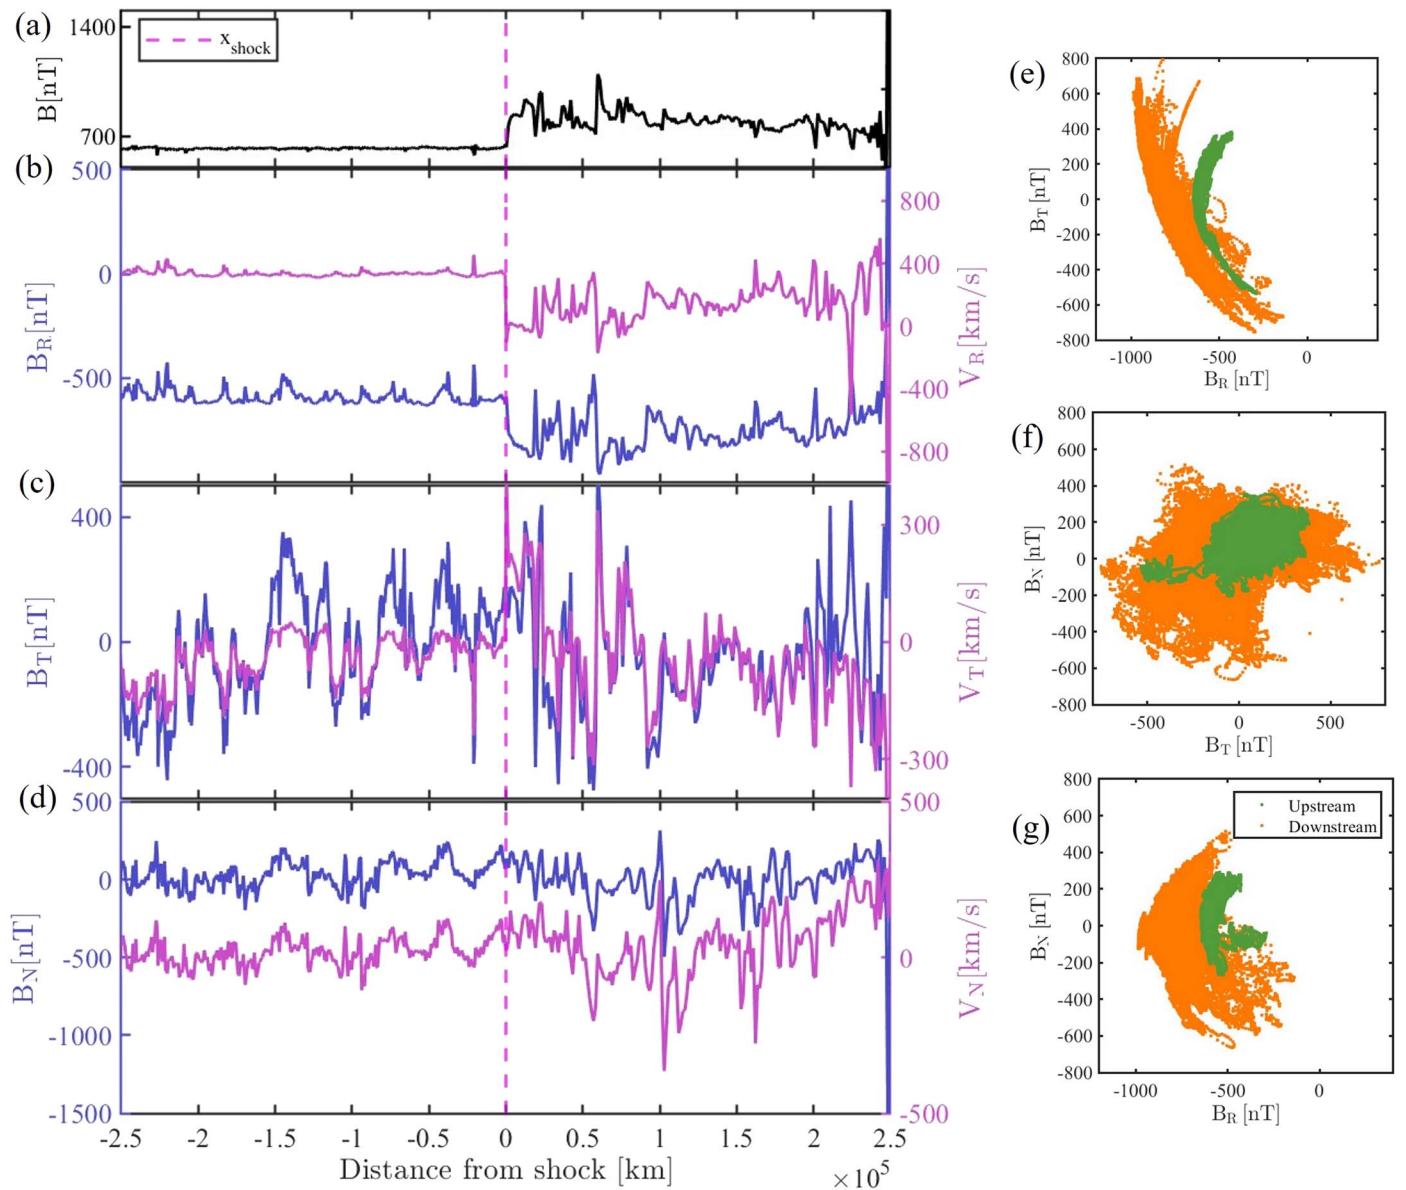 (a)
1400
700
B[nT]
x shock
(b)
500
0
-500
B_R [nT]
800
400
0
-400
-800
V_R [km/s]
(c)
400
0
-400
B_T [nT]
300
0
-300
V_T [km/s]
(d)
500
0
-500
-1000
-1500
B_N [nT]
500
0
-500
V_N [km/s]
-2.5 -2 -1.5 -1 -0.5 0 0.5 1 1.5 2 2.5
Distance from shock [km]
×10^5
(e)
800
600
400
200
0
-200
-400
-600
-800
B_T [nT]
-1000 -500 0
B_R [nT]
(f)
800
600
400
200
0
-200
-400
-600
-800
B_N [nT]
-500 0 500
B_T [nT]
(g)
800
600
400
200
0
-200
-400
-600
-800
B_N [nT]
Upstream
Downstream
-1000 -500 0
B_R [nT]